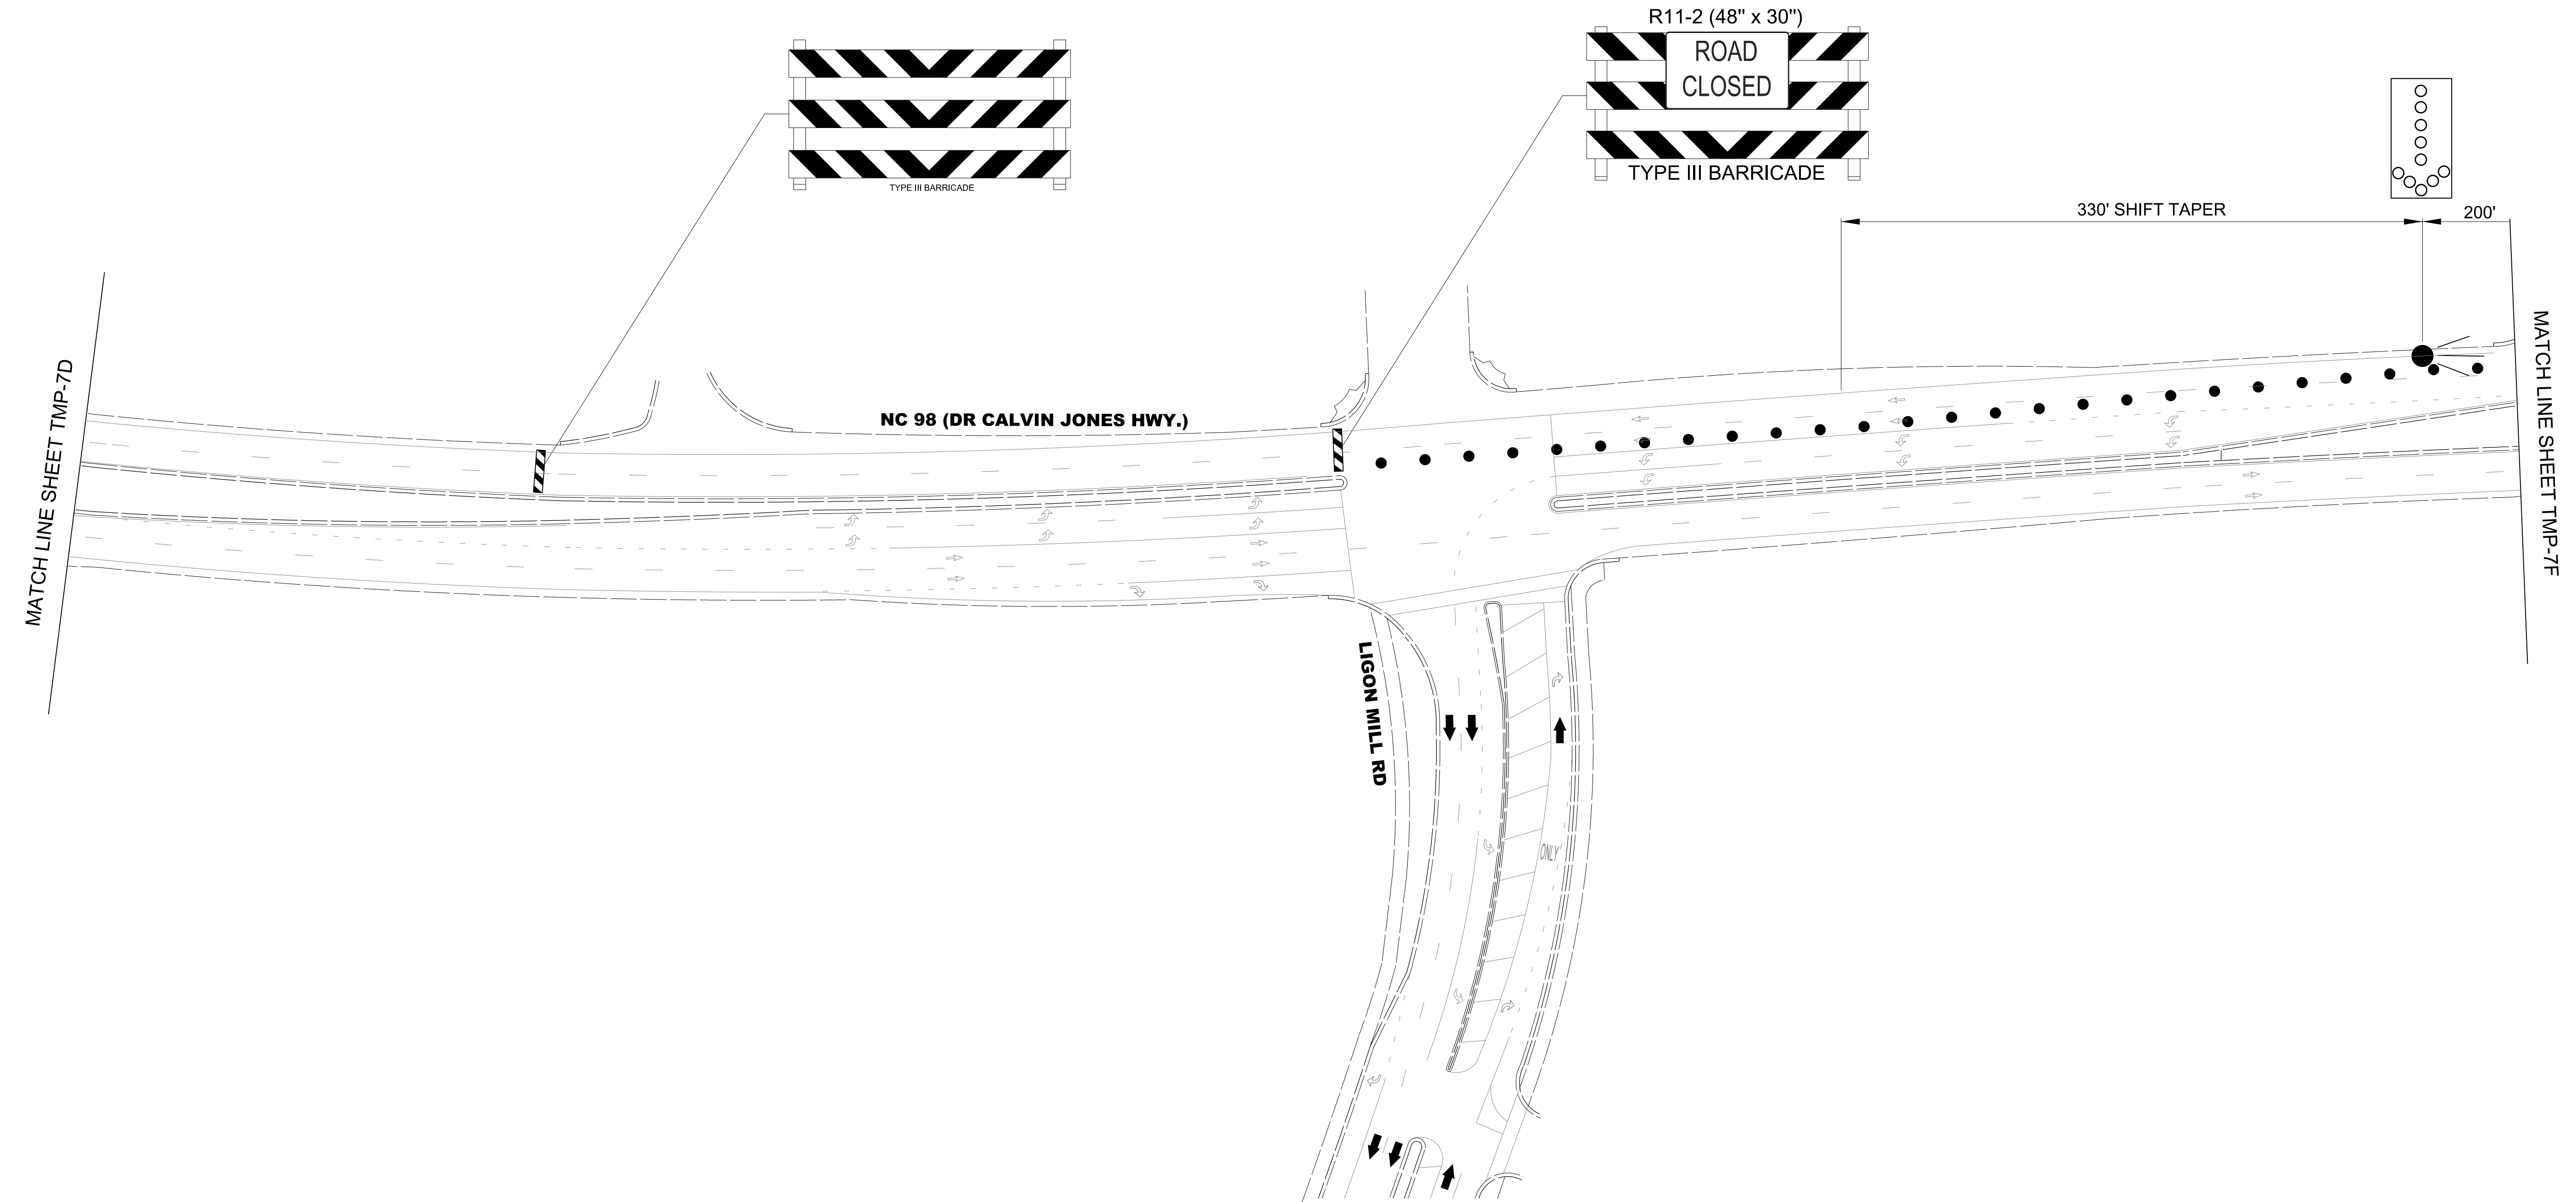 R11-2 (48" x 30")
ROAD
CLOSED
TYPE III BARRICADE
TYPE III BARRICADE
330' SHIFT TAPER
200'
MATCH LINE SHEET TMP-7D
NC 98 (DR CALVIN JONES HWY.)
MATCH LINE SHEET TMP-7F
LIGON MILL RD
ONLY